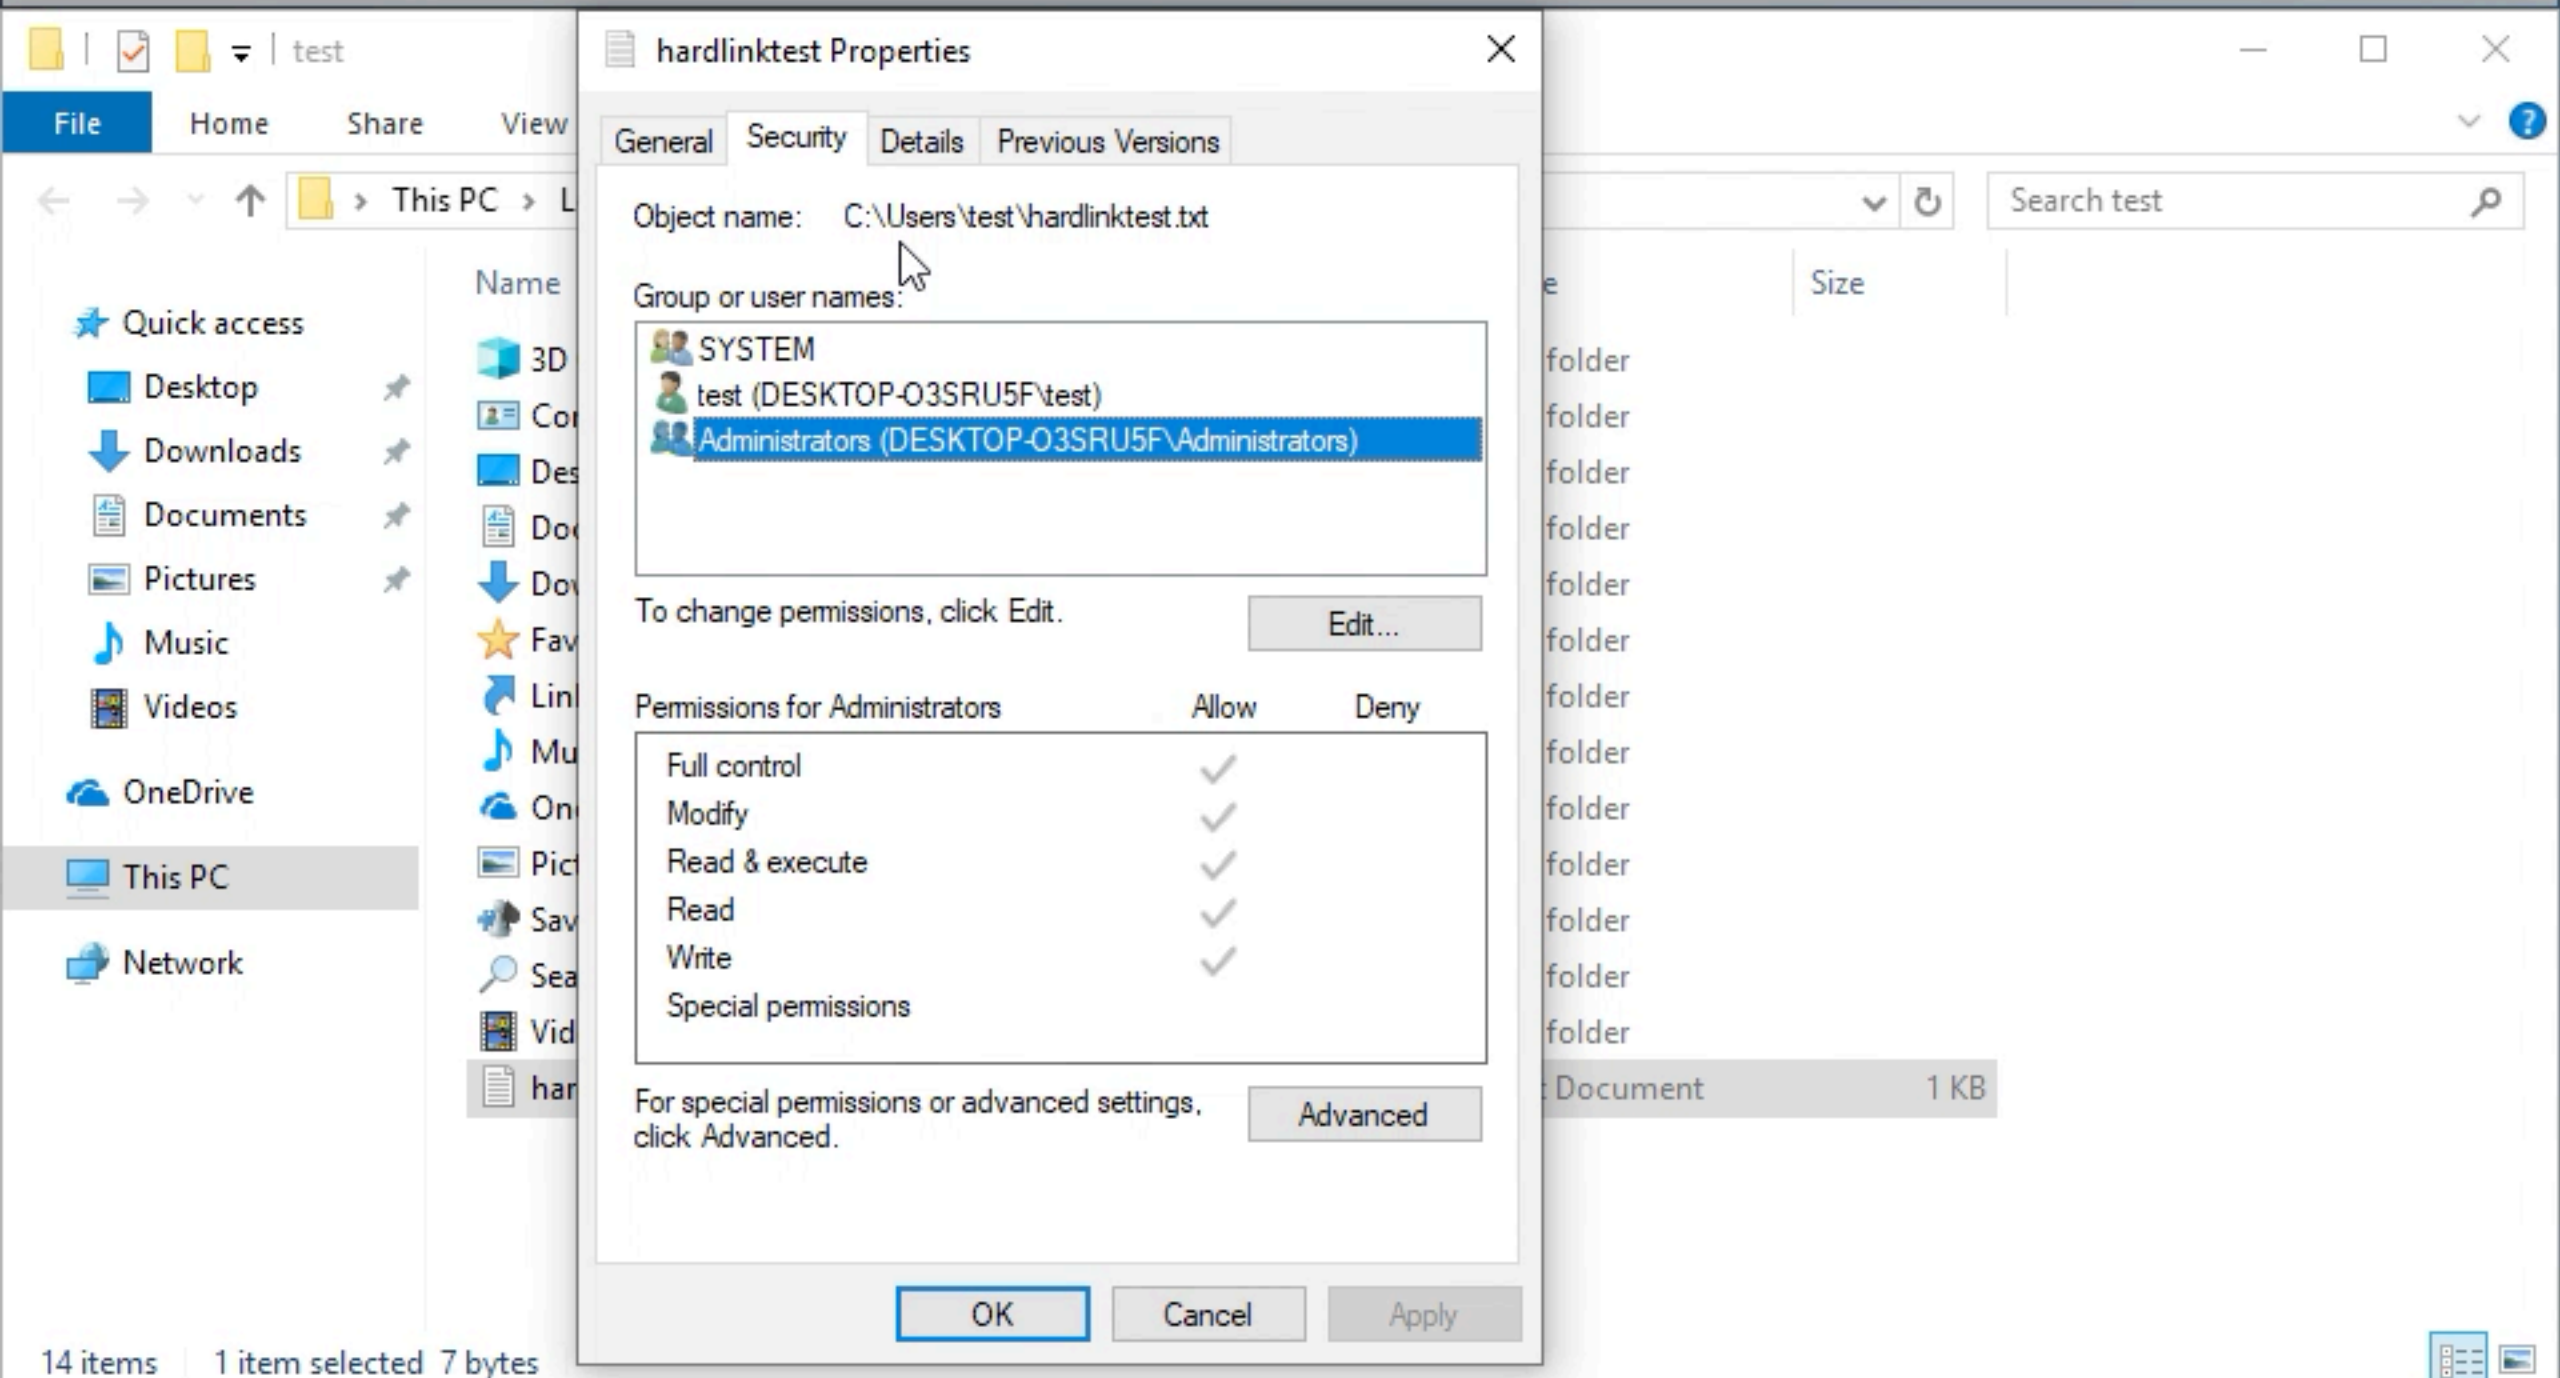 test
hardlinktest Properties
File
Home
Share
View
General
Security
Details
Previous Versions
This PC
Search test
Object name: C:\Users\test\hardlinktest.txt
Group or user names:
SYSTEM
test (DESKTOP-O3SRU5F\test)
Administrators (DESKTOP-O3SRU5F\Administrators)
To change permissions, click Edit.
Edit...
Permissions for Administrators
Allow
Deny
Full control
Modify
Read & execute
Read
Write
Special permissions
For special permissions or advanced settings,
click Advanced.
Advanced
OK
Cancel
Apply
Quick access
Desktop
Downloads
Documents
Pictures
Music
Videos
OneDrive
This PC
Network
Name
Size
3D
folder
folder
folder
folder
folder
folder
folder
folder
folder
folder
folder
folder
folder
Document
1 KB
14 items
1 item selected 7 bytes